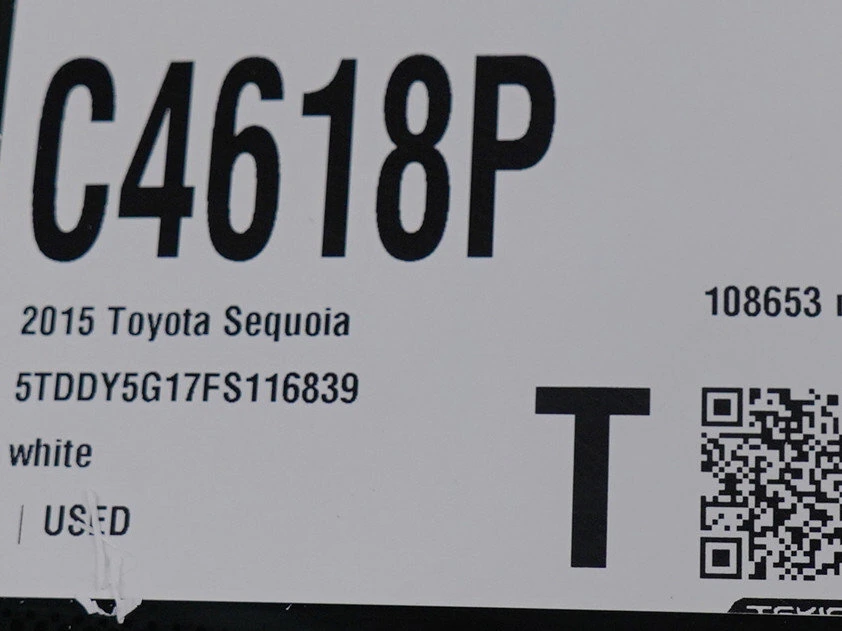 C4618P
2015 Toyota Sequoia
108653
5TDDY5G17FS116839
T
white
| USED